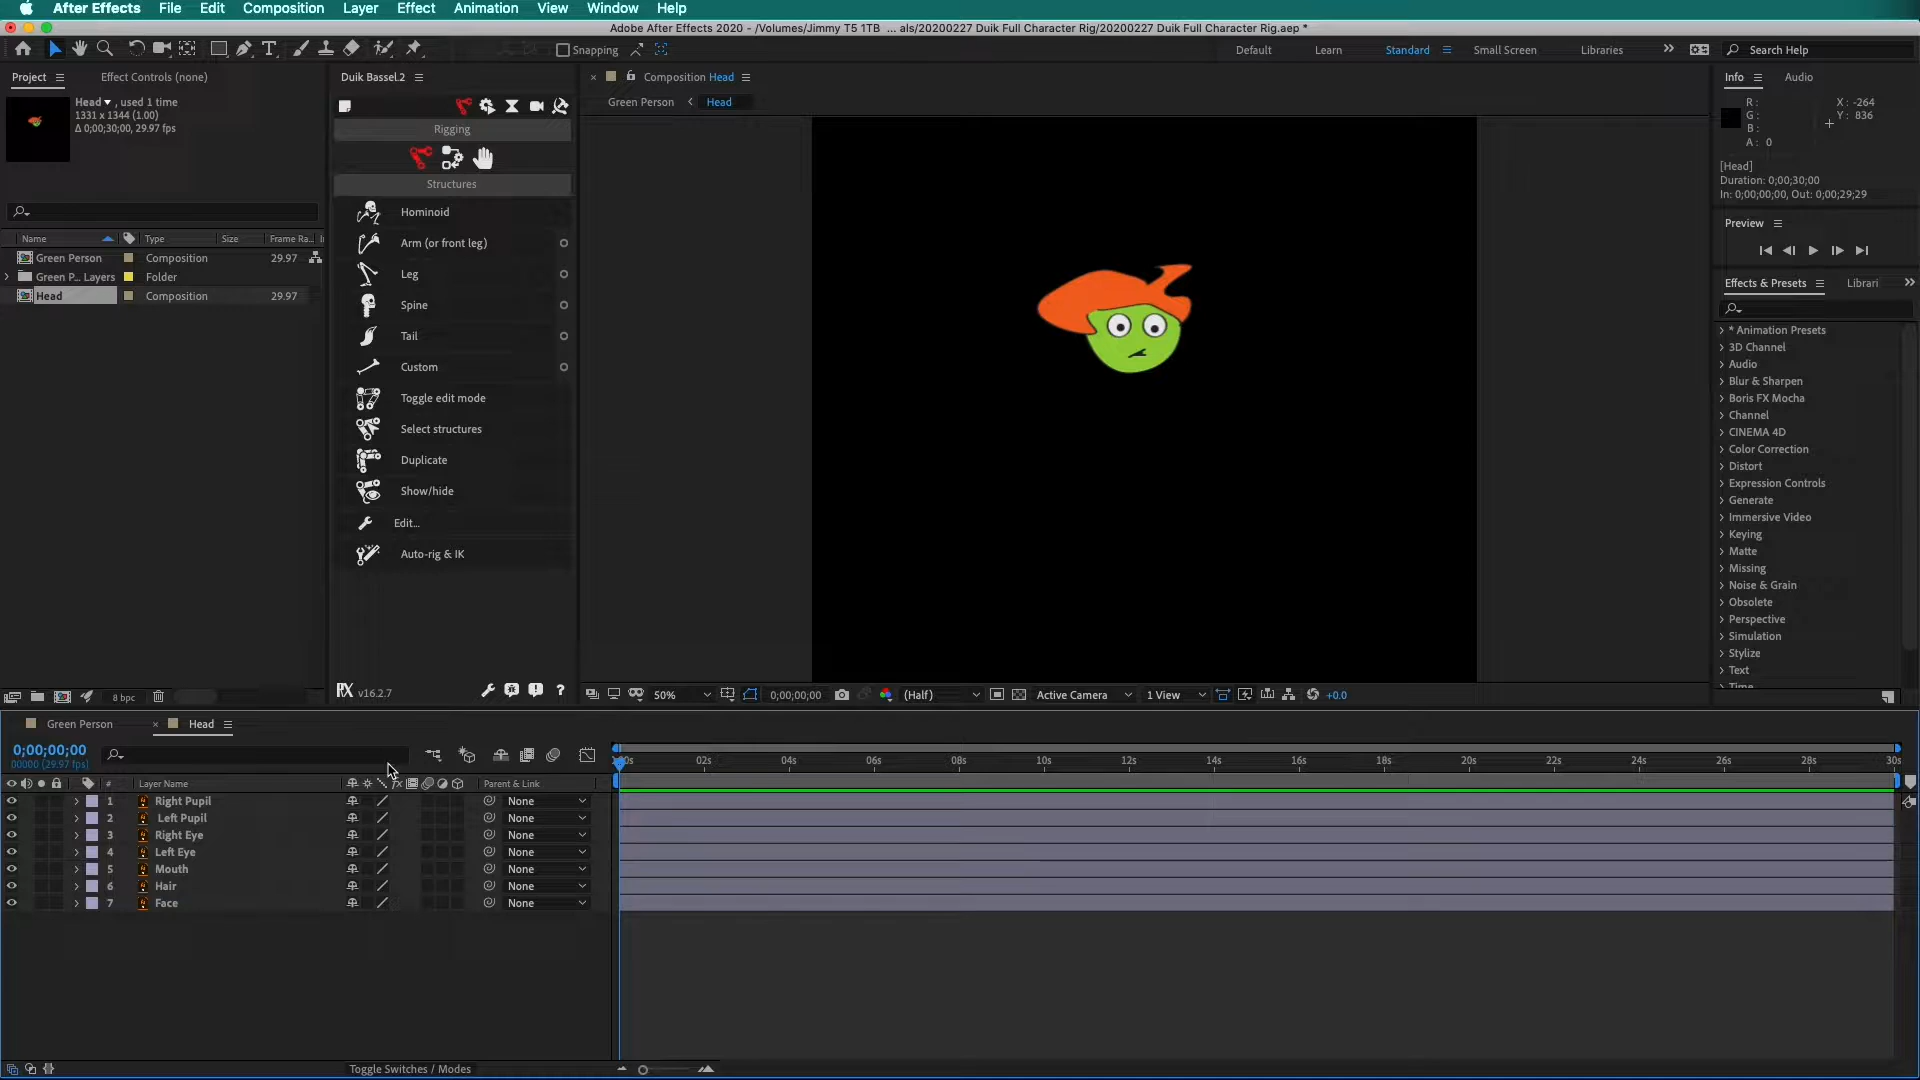 After Effects File Edit Composition Layer Effect Animation View Window Help
Adobe After Effects 2020 - /Volumes/Jimmy T5 1TB ... als/20200227 Duik Full Character Rig/20200227 Duik Full Character Rig.aep *
Snapping
Default Learn Standard Small Screen Libraries Search Help
Project Effect Controls (none)
Head , used 1 time
1331 x 1344 (1.00)
Δ 0;00;30;00, 29.97 fps
Name Type Size Frame Ra...
Green Person Composition 29.97
Green P... Layers Folder
Head Composition 29.97
8 bpc
Duik Bassel.2
Rigging
Structures
Hominoid
Arm (or front leg)
Leg
Spine
Tail
Custom
Toggle edit mode
Select structures
Duplicate
Show/hide
Edit...
Auto-rig & IK
v16.2.7
?
Composition Head
Green Person Head
50% 0;00;00;00 (Half) Active Camera 1 View +0.0
Info Audio
R:
G:
B:
A: 0
X: -264
Y: 836
[Head]
Duration: 0;00;30;00
In: 0;00;00;00, Out: 0;00;29;29
Preview
Effects & Presets Librari
* Animation Presets
3D Channel
Audio
Blur & Sharpen
Boris FX Mocha
Channel
CINEMA 4D
Color Correction
Distort
Expression Controls
Generate
Immersive Video
Keying
Matte
Missing
Noise & Grain
Obsolete
Perspective
Simulation
Stylize
Text
Time
Green Person Head
0;00;00;00
00000 (29.97 fps)
# Layer Name fx Parent & Link
02s 04s 06s 08s 10s 12s 14s 16s 18s 20s 22s 24s 26s 28s 30s
1 Right Pupil None
2 Left Pupil None
3 Right Eye None
4 Left Eye None
5 Mouth None
6 Hair None
7 Face None
Toggle Switches / Modes